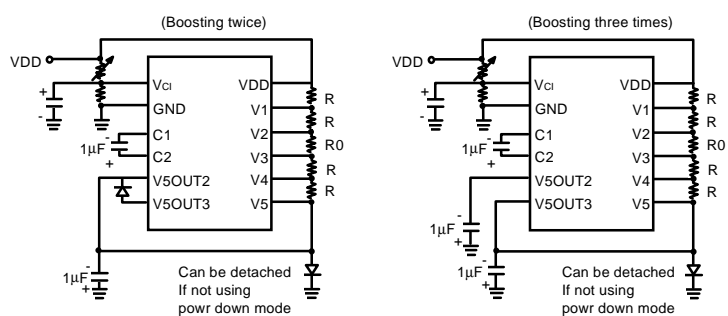 (Boosting twice)
VDD
+
-
VCI
GND
C1
C2
V5OUT2
V5OUT3
VDD
V1
V2
V3
V4
V5
R
R
R0
R
R
1µF
-
+
1µF
-
+
Can be detached
If not using
powr down mode
(Boosting three times)
VDD
+
-
VCI
GND
C1
C2
V5OUT2
V5OUT3
VDD
V1
V2
V3
V4
V5
R
R
R0
R
R
1µF
-
+
1µF
-
+
1µF
-
+
Can be detached
If not using
powr down mode